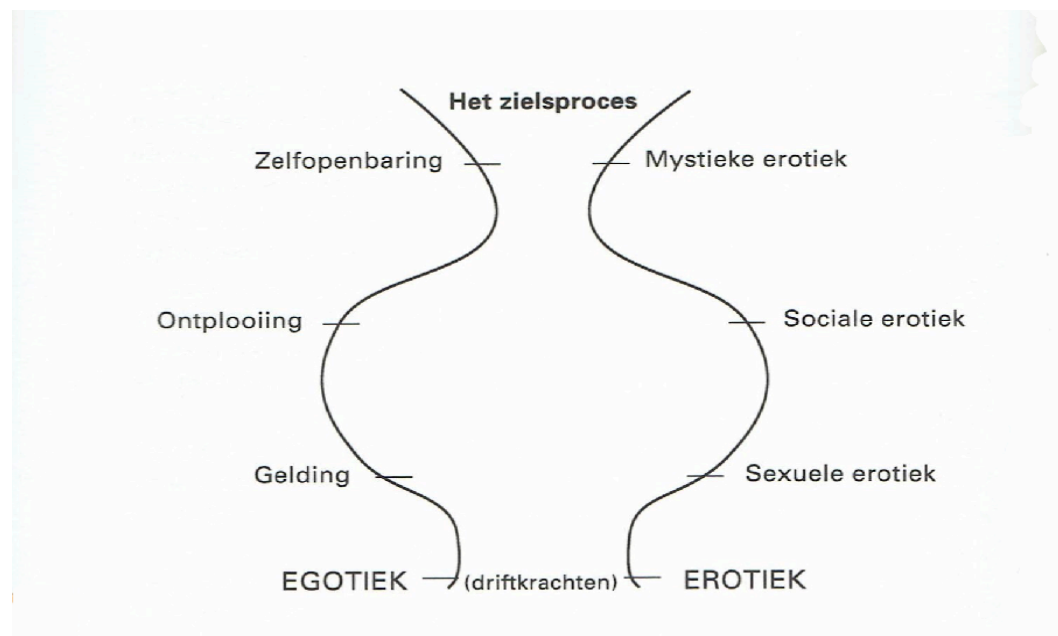 Het zielsproces
Zelfopenbaring Mystieke erotiek
Ontplooiing Sociale erotiek
Gelding Sexuele erotiek
EGOTIEK (driftkrachten) EROTIEK